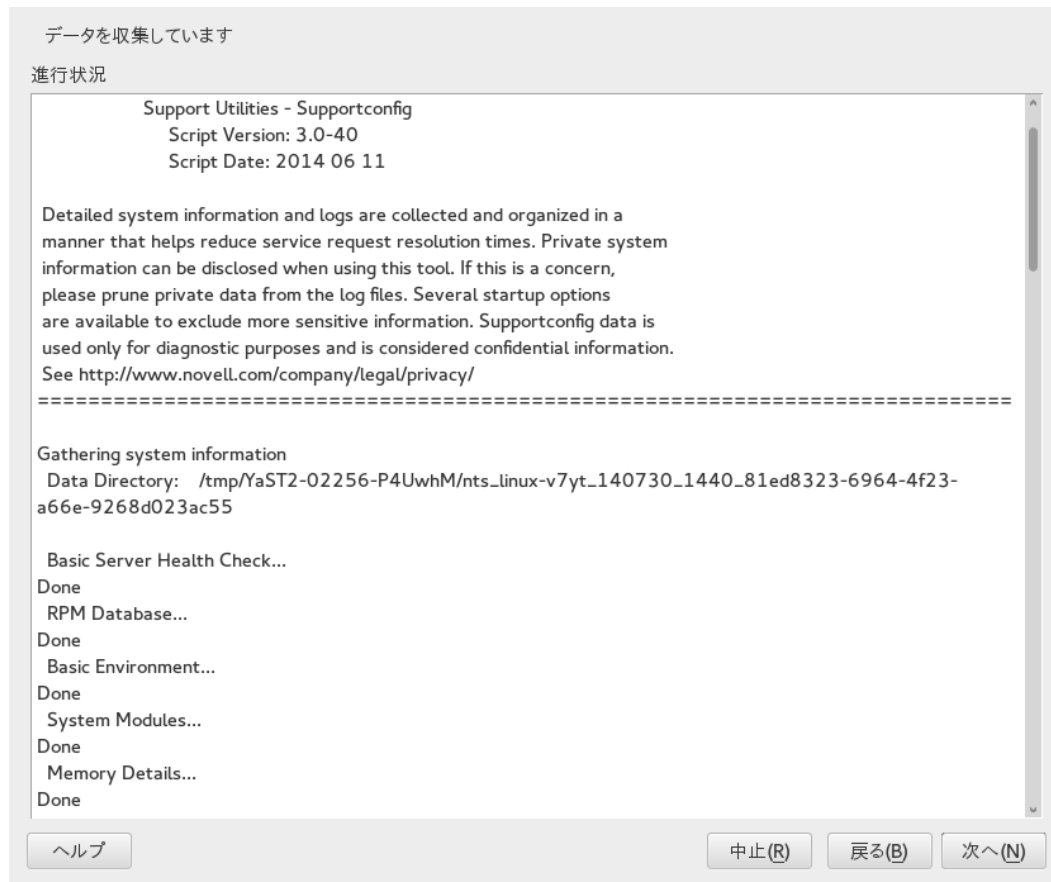 データを収集しています
進行状況
Support Utilities - Supportconfig
Script Version: 3.0-40
Script Date: 2014 06 11
Detailed system information and logs are collected and organized in a
manner that helps reduce service request resolution times. Private system
information can be disclosed when using this tool. If this is a concern,
please prune private data from the log files. Several startup options
are available to exclude more sensitive information. Supportconfig data is
used only for diagnostic purposes and is considered confidential information.
See http://www.novell.com/company/legal/privacy/
=============================================================================
Gathering system information
Data Directory: /tmp/YaST2-02256-P4UwhM/nts_linux-v7yt_140730_1440_81ed8323-6964-4f23-
a66e-9268d023ac55
Basic Server Health Check...
Done
RPM Database...
Done
Basic Environment...
Done
System Modules...
Done
Memory Details...
Done
ヘルプ 中止(R) 戻る(B) 次へ(N)